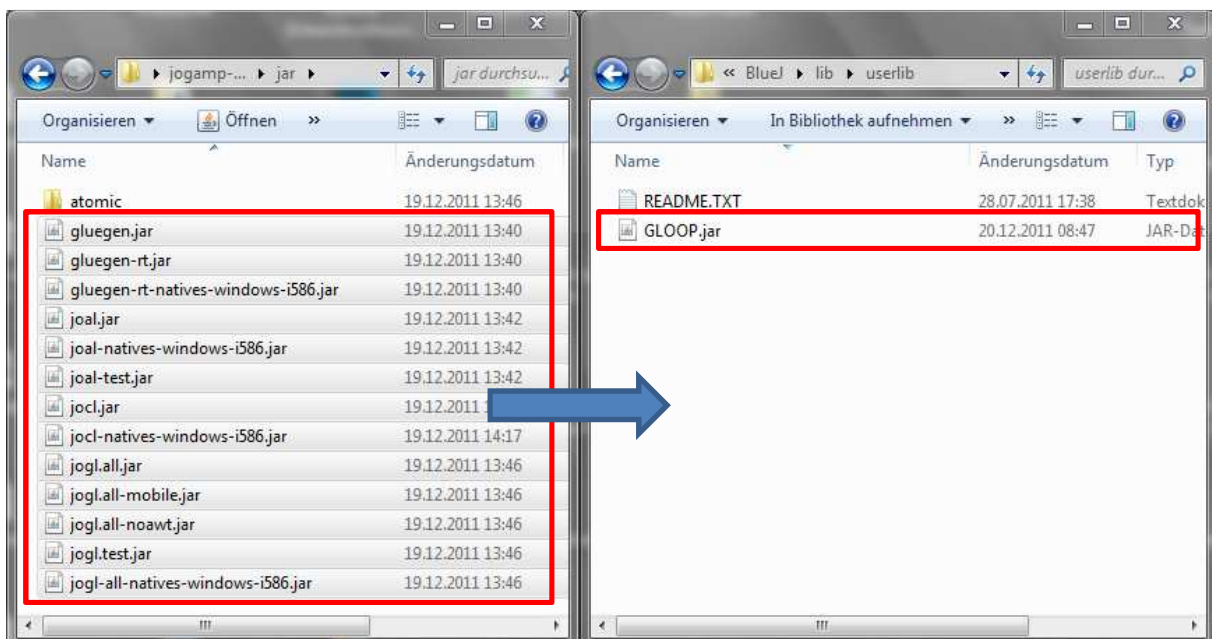 jogamp-... jar
jar durchsu...
Organisieren Öffnen »
Name Änderungsdatum
atomic 19.12.2011 13:46
gluegen.jar 19.12.2011 13:40
gluegen-rt.jar 19.12.2011 13:40
gluegen-rt-natives-windows-i586.jar 19.12.2011 13:40
joal.jar 19.12.2011 13:42
joal-natives-windows-i586.jar 19.12.2011 13:42
joal-test.jar 19.12.2011 13:42
jocl.jar 19.12.2011
jocl-natives-windows-i586.jar 19.12.2011 14:17
jogl.all.jar 19.12.2011 13:46
jogl.all-mobile.jar 19.12.2011 13:46
jogl.all-noawt.jar 19.12.2011 13:46
jogl.test.jar 19.12.2011 13:46
jogl-all-natives-windows-i586.jar 19.12.2011 13:46
« BlueJ lib userlib
userlib dur...
Organisieren In Bibliothek aufnehmen »
Name Änderungsdatum Typ
README.TXT 28.07.2011 17:38 Textdok
GLOOP.jar 20.12.2011 08:47 JAR-Dat